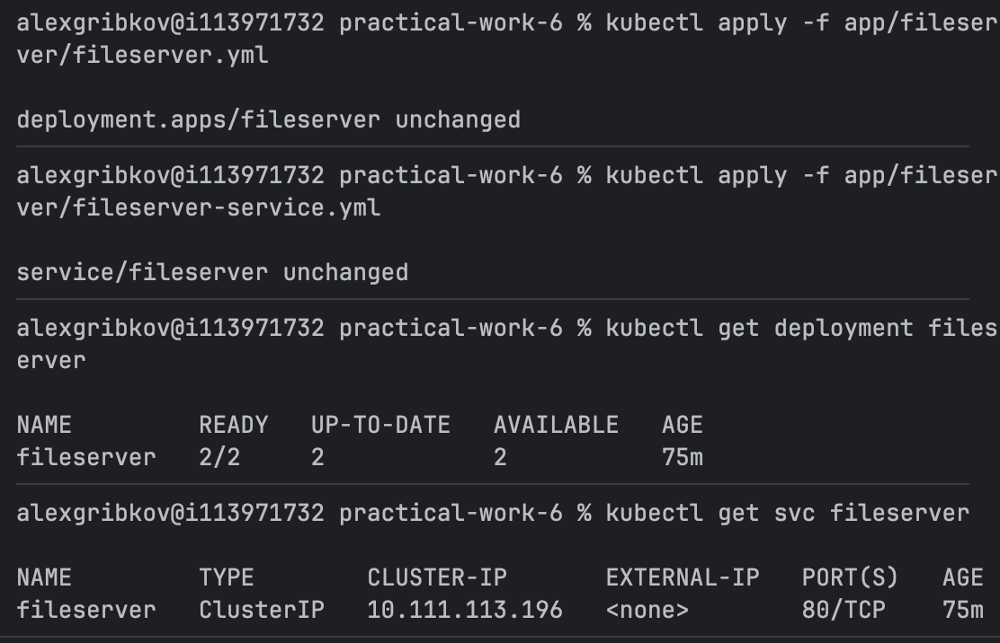 alexgribkov@i113971732 practical-work-6 % kubectl apply -f app/fileser
ver/fileserver.yml
deployment.apps/fileserver unchanged
alexgribkov@i113971732 practical-work-6 % kubectl apply -f app/fileser
ver/fileserver-service.yml
service/fileserver unchanged
alexgribkov@i113971732 practical-work-6 % kubectl get deployment files
erver
NAME         READY   UP-TO-DATE   AVAILABLE   AGE
fileserver   2/2     2            2           75m
alexgribkov@i113971732 practical-work-6 % kubectl get svc fileserver
NAME         TYPE        CLUSTER-IP       EXTERNAL-IP   PORT(S)   AGE
fileserver   ClusterIP   10.111.113.196   <none>        80/TCP    75m